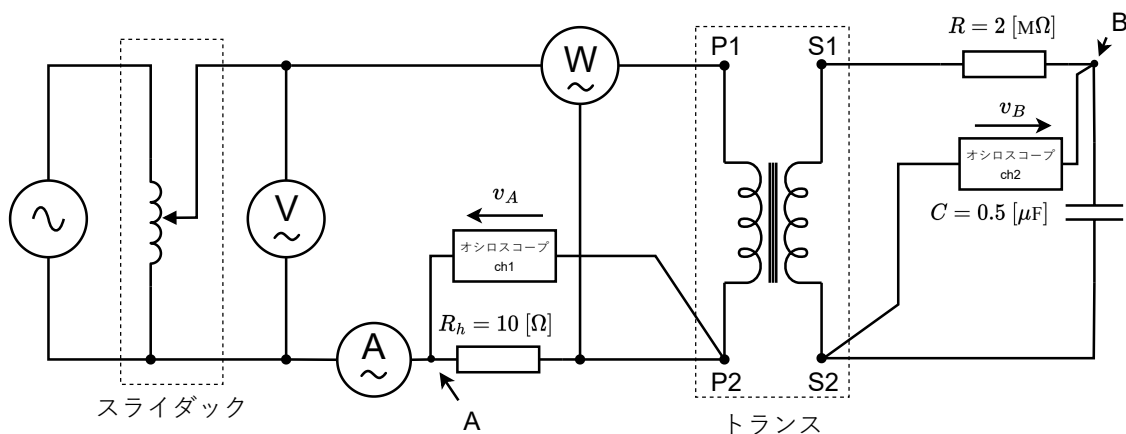 B
R = 2 [MΩ]
P1
S1
W
v_B
オシロスコープ
ch2
V
v_A
C = 0.5 [μF]
オシロスコープ
ch1
R_h = 10 [Ω]
A
P2
S2
スライダック
A
トランス